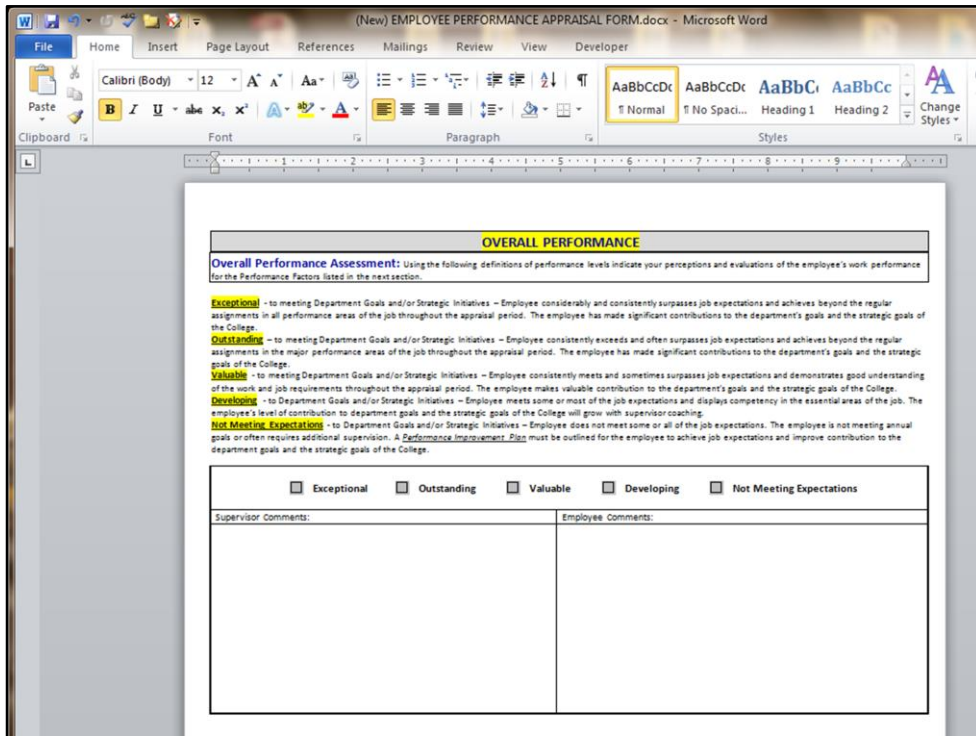 (New) EMPLOYEE PERFORMANCE APPRAISAL FORM.docx - Microsoft Word
File Home Insert Page Layout References Mailings Review View Developer
Calibri (Body) 12 Aa
Paste B I U abc x₂ x² A A
AaBbCcDc AaBbCcDc AaBbC AaBbCc
¶ Normal ¶ No Spaci... Heading 1 Heading 2 Change Styles
Clipboard Font Paragraph Styles
1 2 3 4 5 6 7 8 9
OVERALL PERFORMANCE
Overall Performance Assessment: Using the following definitions of performance levels indicate your perceptions and evaluations of the employee's work performance
for the Performance Factors listed in the next section.
Exceptional - to meeting Department Goals and/or Strategic Initiatives – Employee considerably and consistently surpasses job expectations and achieves beyond the regular
assignments in all performance areas of the job throughout the appraisal period. The employee has made significant contributions to the department's goals and the strategic goals of
the College.
Outstanding – to meeting Department Goals and/or Strategic Initiatives – Employee consistently exceeds and often surpasses job expectations and achieves beyond the regular
assignments in the major performance areas of the job throughout the appraisal period. The employee has made significant contributions to the department's goals and the strategic
goals of the College.
Valuable - to meeting Department Goals and/or Strategic Initiatives – Employee consistently meets and sometimes surpasses job expectations and demonstrates good understanding
of the work and job requirements throughout the appraisal period. The employee makes valuable contribution to the department's goals and the strategic goals of the College.
Developing - to Department Goals and/or Strategic Initiatives – Employee meets some or most of the job expectations and displays competency in the essential areas of the job. The
employee's level of contribution to department goals and the strategic goals of the College will grow with supervisor coaching.
Not Meeting Expectations - to Department Goals and/or Strategic Initiatives – Employee does not meet some or all of the job expectations. The employee is not meeting annual
goals or often requires additional supervision. A Performance Improvement Plan must be outlined for the employee to achieve job expectations and improve contribution to the
department goals and the strategic goals of the College.
Exceptional Outstanding Valuable Developing Not Meeting Expectations
Supervisor Comments: Employee Comments: